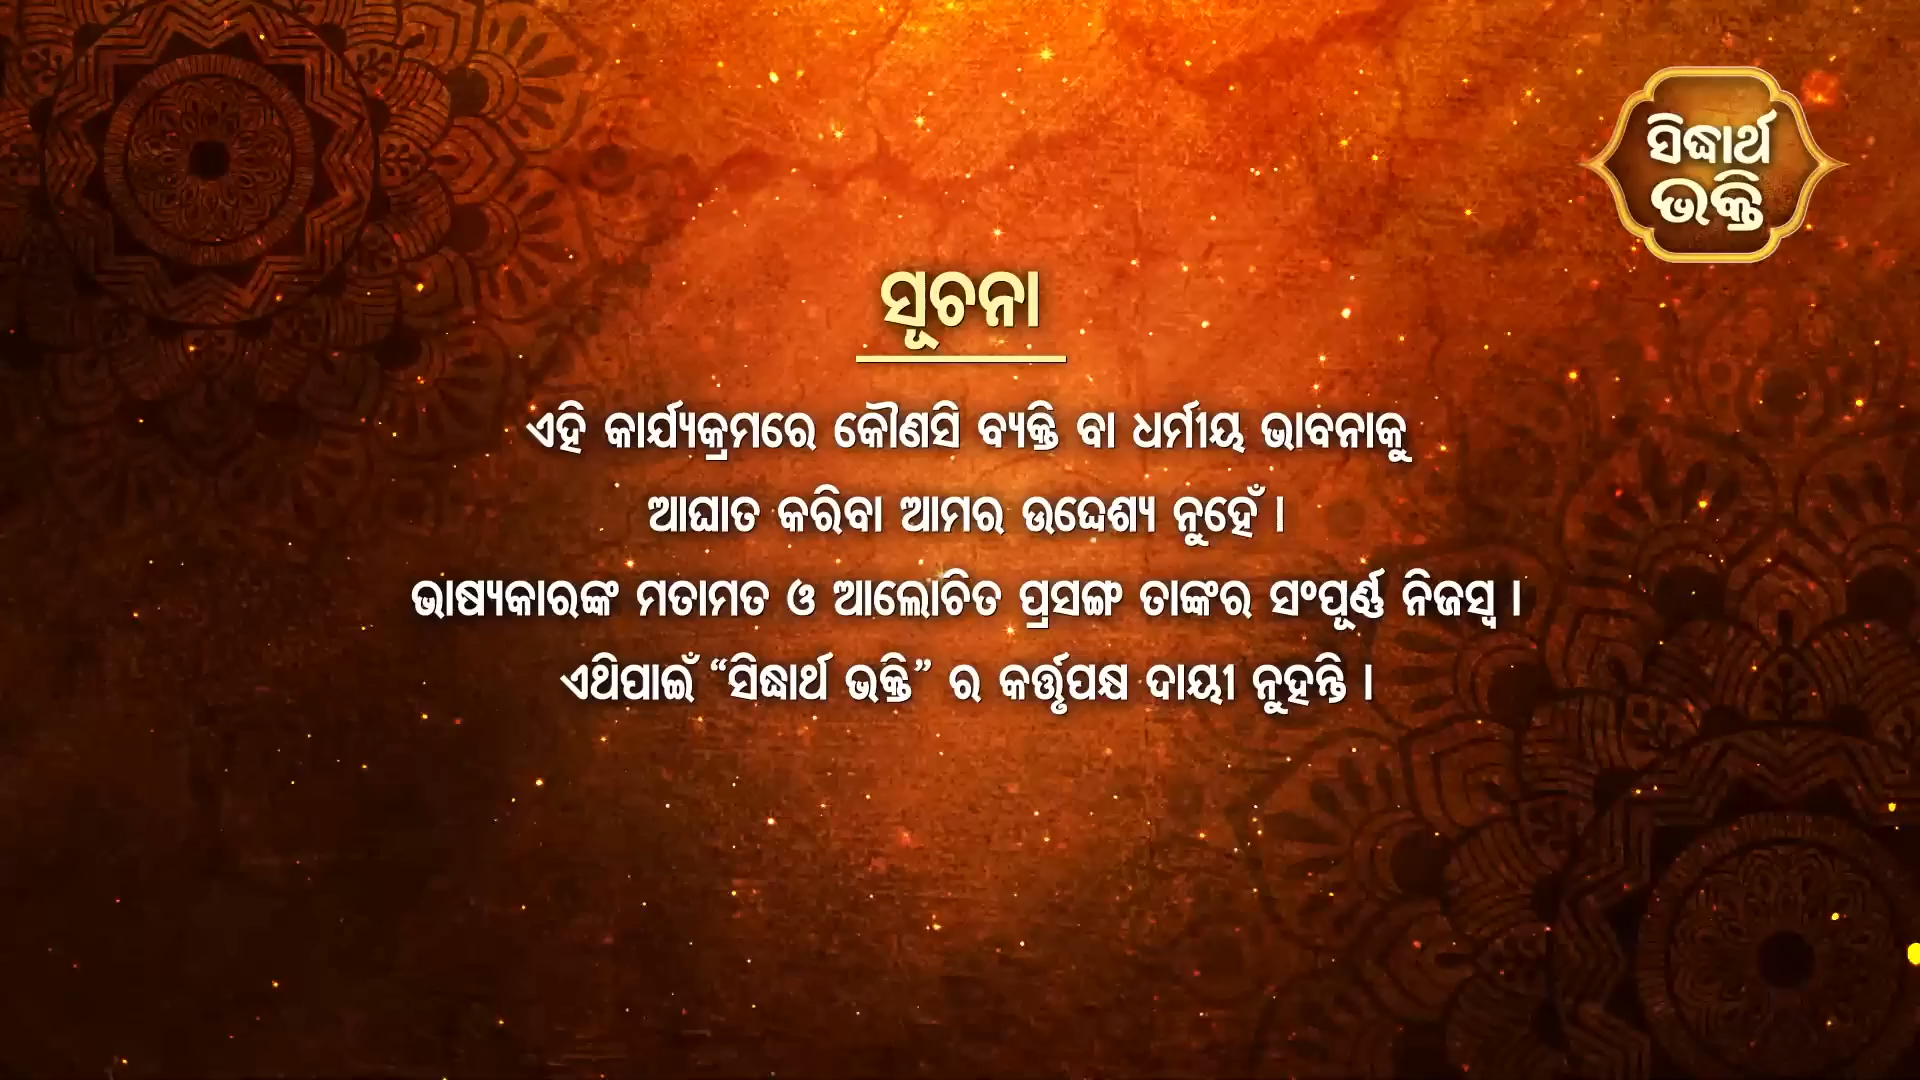 ସିଦ୍ଧାର୍ଥ
ଭକ୍ତି
ସୂଚନା
ଏହି କାର୍ଯ୍ୟକ୍ରମରେ କୌଣସି ବ୍ୟକ୍ତି ବା ଧର୍ମୀୟ ଭାବନାକୁ
ଆଘାତ କରିବା ଆମର ଉଦ୍ଦେଶ୍ୟ ନୁହେଁ ।
ଭାଷ୍ୟକାରଙ୍କ ମତାମତ ଓ ଆଲୋଚିତ ପ୍ରସଙ୍ଗ ତାଙ୍କର ସଂପୂର୍ଣ୍ଣ ନିଜସ୍ୱ ।
ଏଥିପାଇଁ “ସିଦ୍ଧାର୍ଥ ଭକ୍ତି” ର କର୍ତ୍ତୃପକ୍ଷ ଦାୟୀ ନୁହନ୍ତି ।